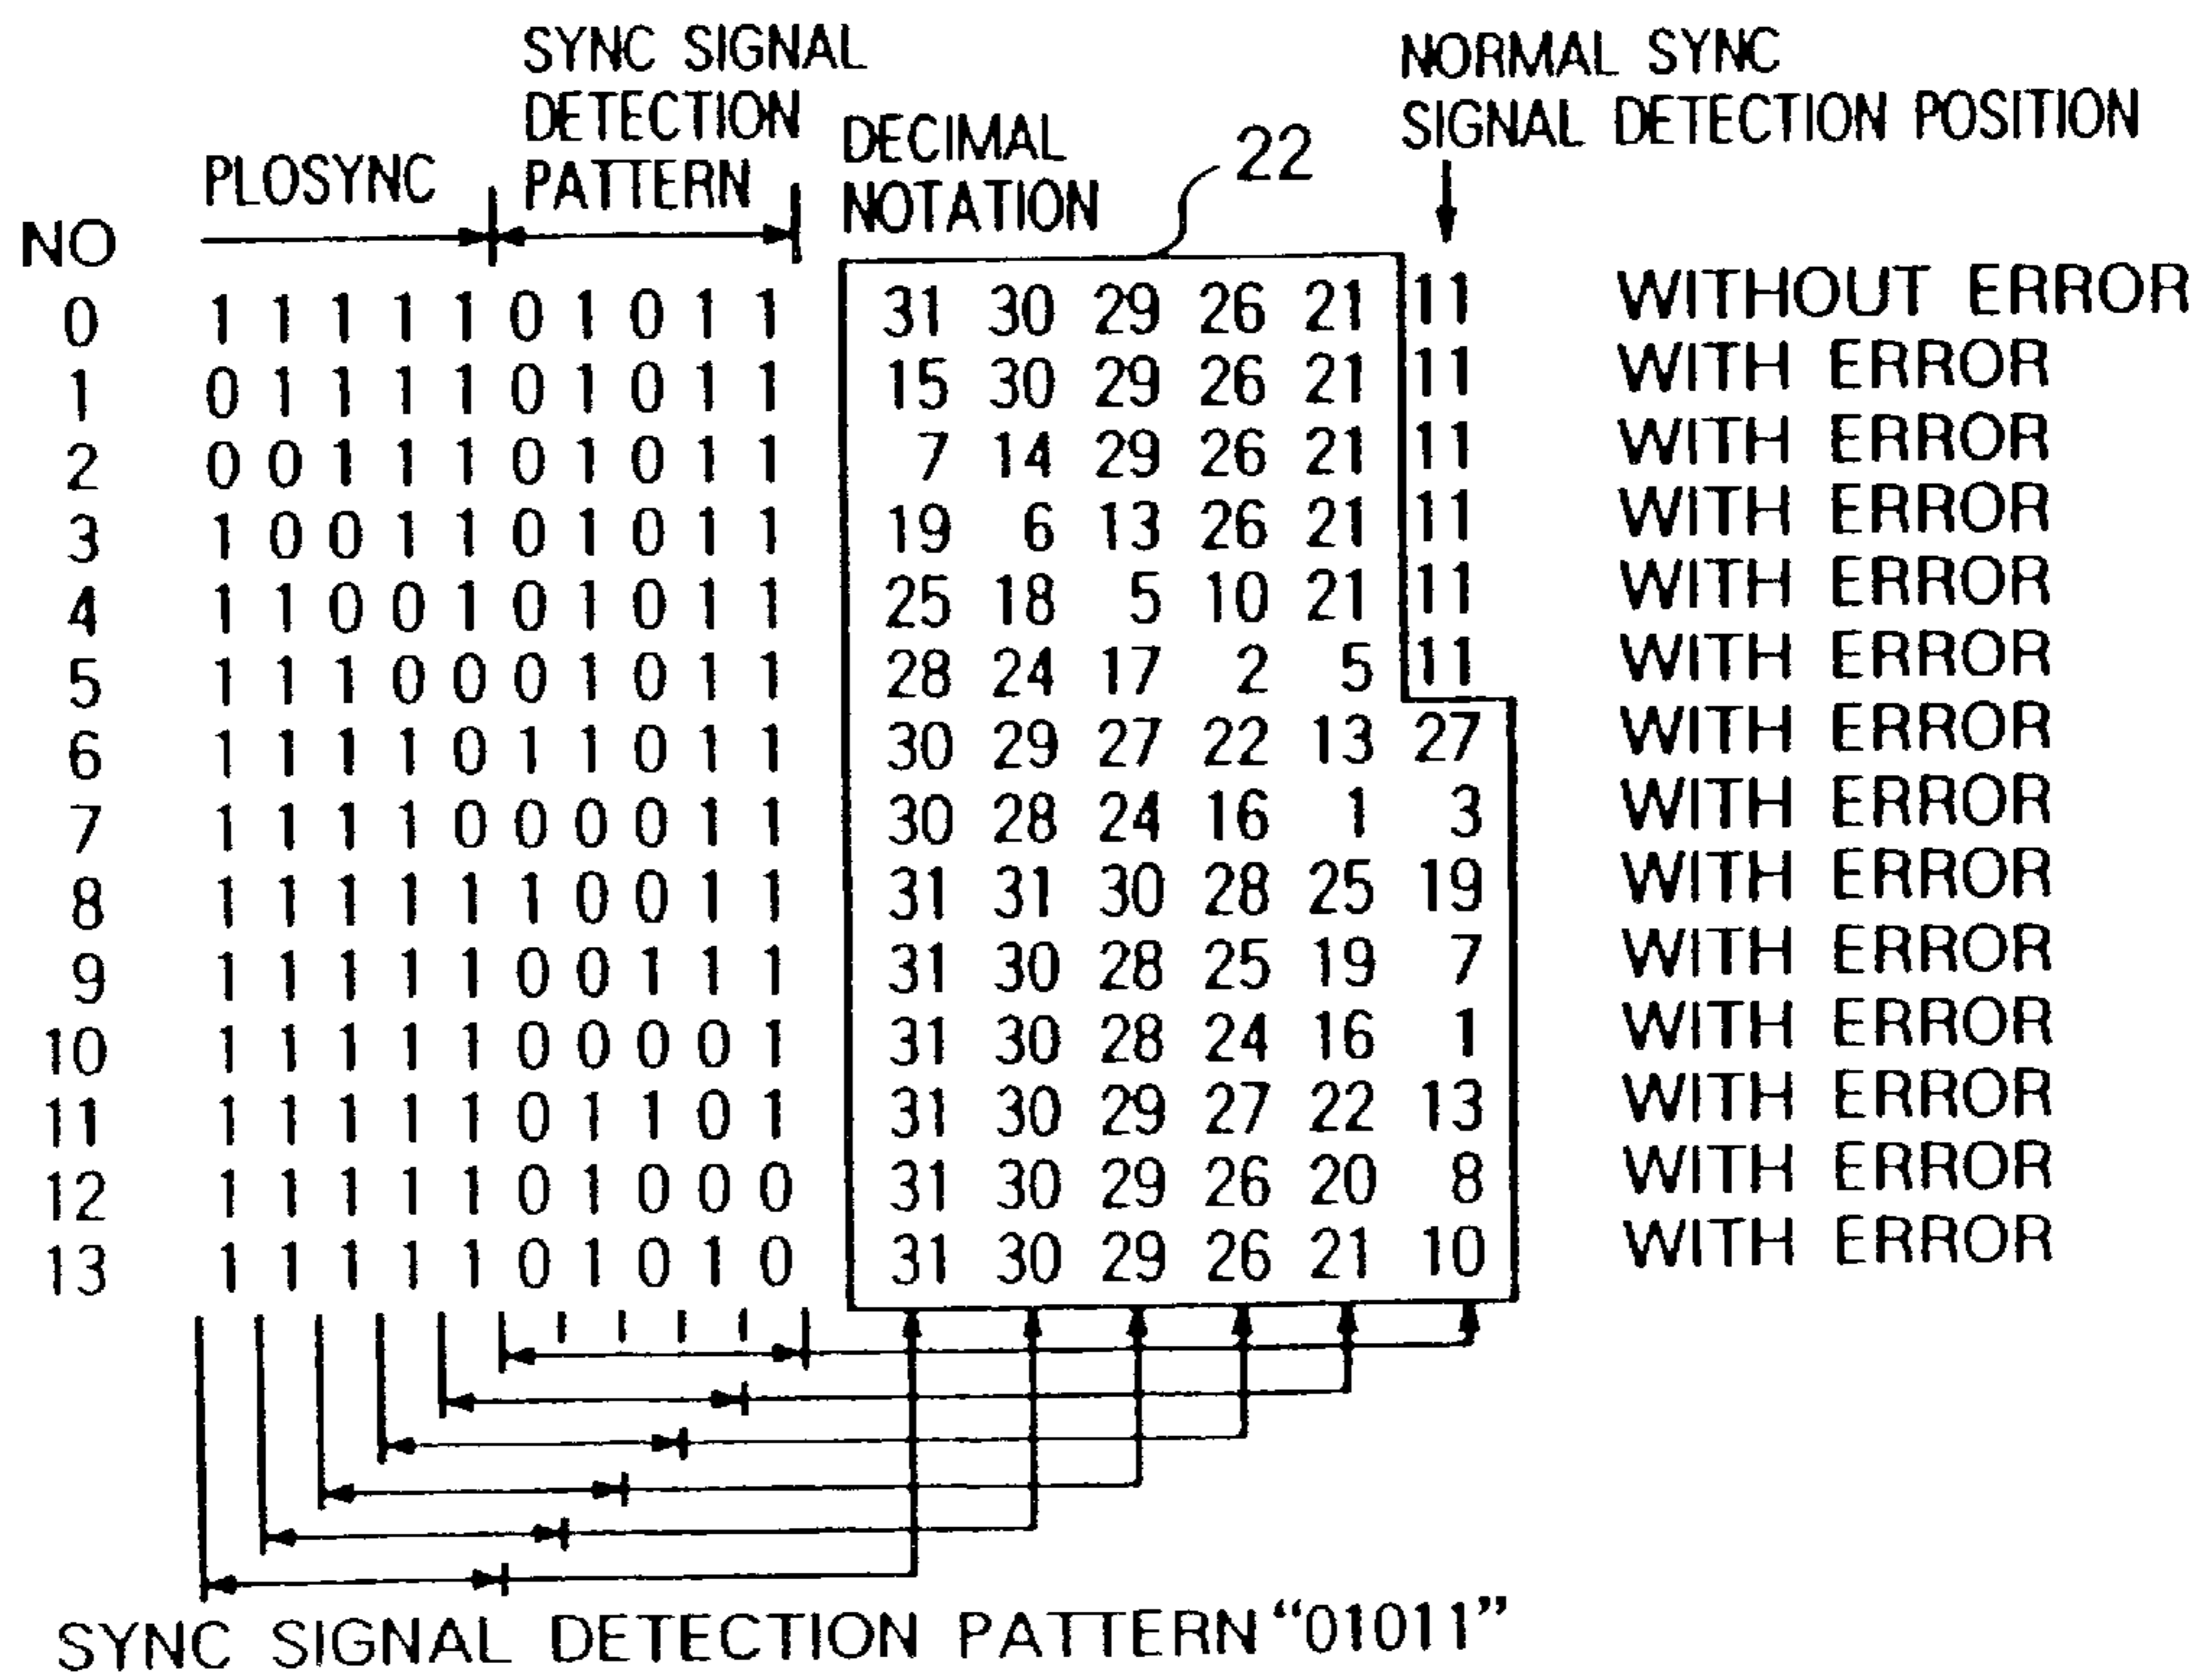 SYNC SIGNAL
DETECTION
PATTERN
PLOSYNC
DECIMAL
NOTATION
22
NORMAL SYNC
SIGNAL DETECTION POSITION
NO
0 1 1 1 1 1 0 1 0 1 1 31 30 29 26 21 11 WITHOUT ERROR
1 0 1 1 1 1 0 1 0 1 1 15 30 29 26 21 11 WITH ERROR
2 0 0 1 1 1 0 1 0 1 1 7 14 29 26 21 11 WITH ERROR
3 1 0 0 1 1 0 1 0 1 1 19 6 13 26 21 11 WITH ERROR
4 1 1 0 0 1 0 1 0 1 1 25 18 5 10 21 11 WITH ERROR
5 1 1 1 0 0 0 1 0 1 1 28 24 17 2 5 11 WITH ERROR
6 1 1 1 1 0 1 1 0 1 1 30 29 27 22 13 27 WITH ERROR
7 1 1 1 1 0 0 0 0 1 1 30 28 24 16 1 3 WITH ERROR
8 1 1 1 1 1 1 0 0 1 1 31 31 30 28 25 19 WITH ERROR
9 1 1 1 1 1 0 0 1 1 1 31 30 28 25 19 7 WITH ERROR
10 1 1 1 1 1 0 0 0 0 1 31 30 28 24 16 1 WITH ERROR
11 1 1 1 1 1 0 1 1 0 1 31 30 29 27 22 13 WITH ERROR
12 1 1 1 1 1 0 1 0 0 0 31 30 29 26 20 8 WITH ERROR
13 1 1 1 1 1 0 1 0 1 0 31 30 29 26 21 10 WITH ERROR
SYNC SIGNAL DETECTION PATTERN “01011”